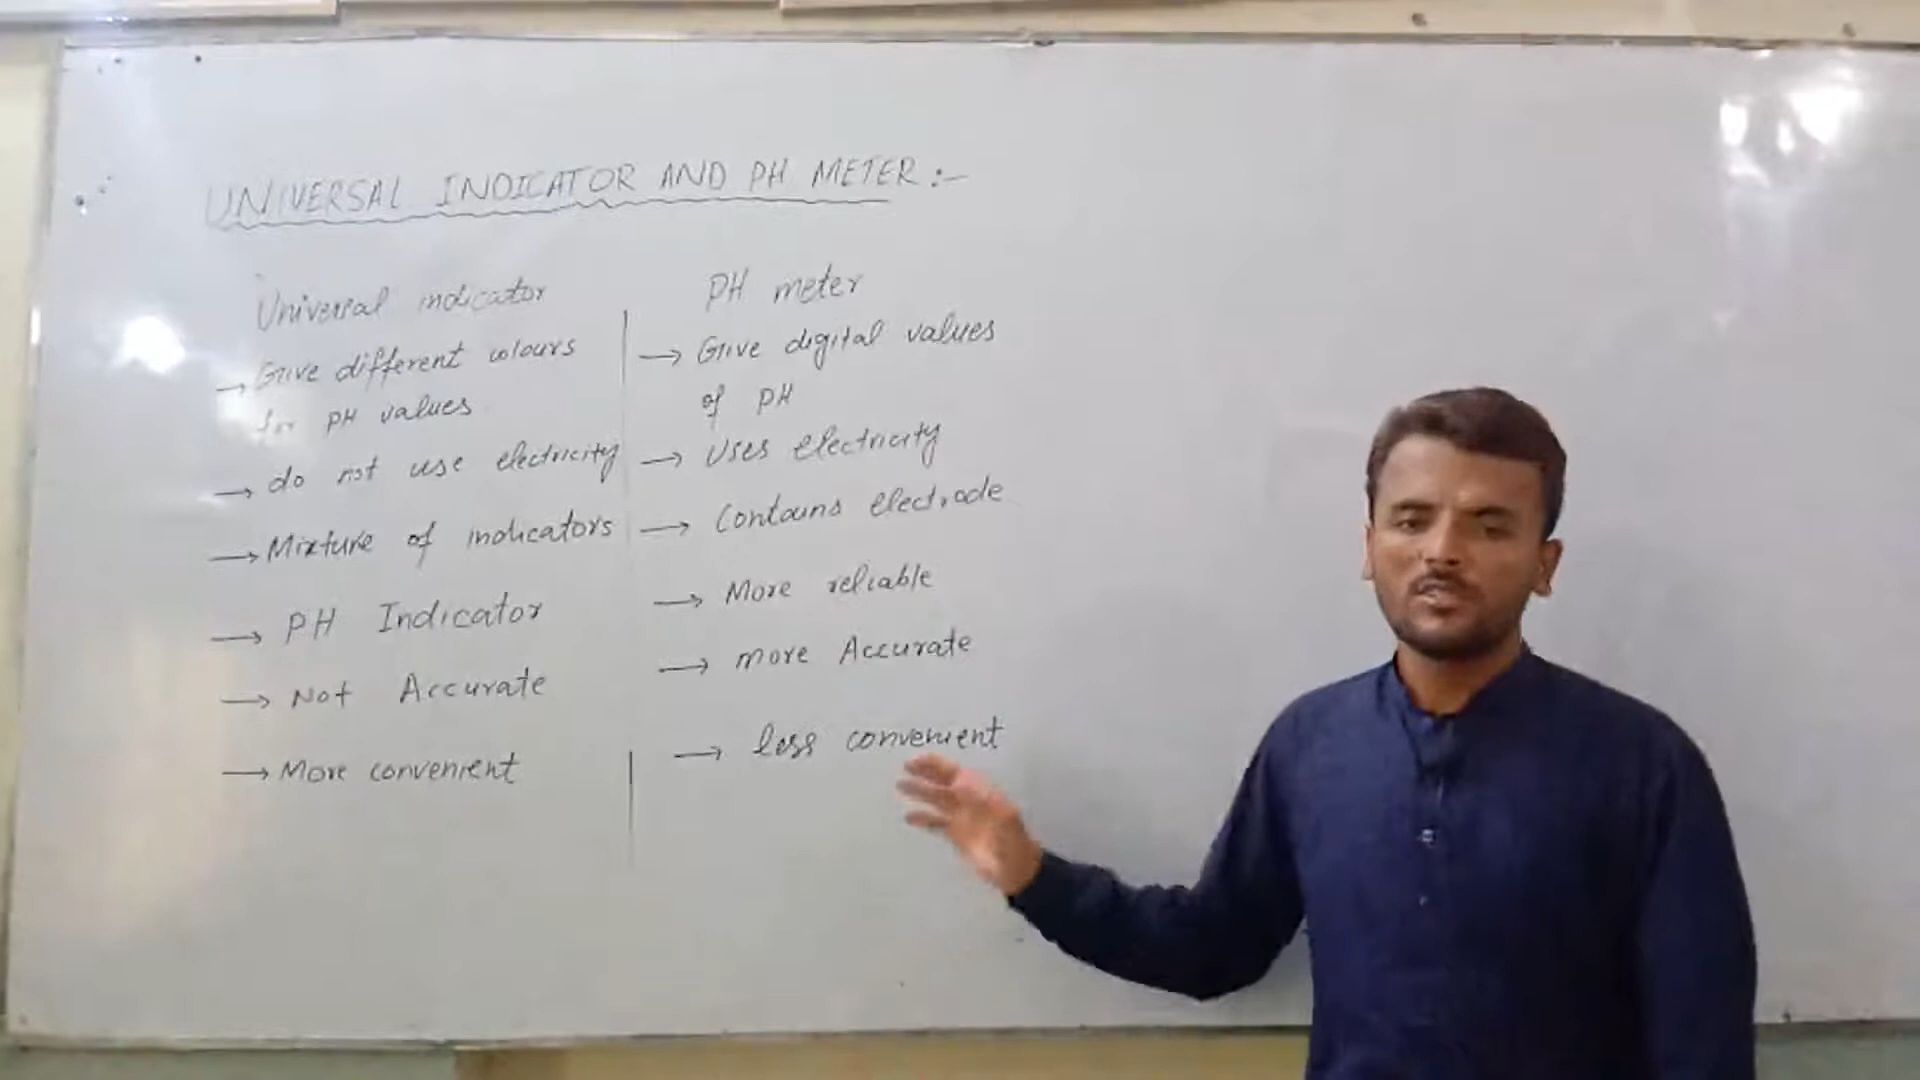 UNIVERSAL INDICATOR AND PH METER :-
Universal indicator
→ Give different colours
for PH values
→ do not use electricity
→ Mixture of indicators
→ PH Indicator
→ Not Accurate
→ More convenient
PH meter
→ Give digital values
of PH
→ Uses electricity
→ Contains electrode
→ More reliable
→ more Accurate
→ less convenient